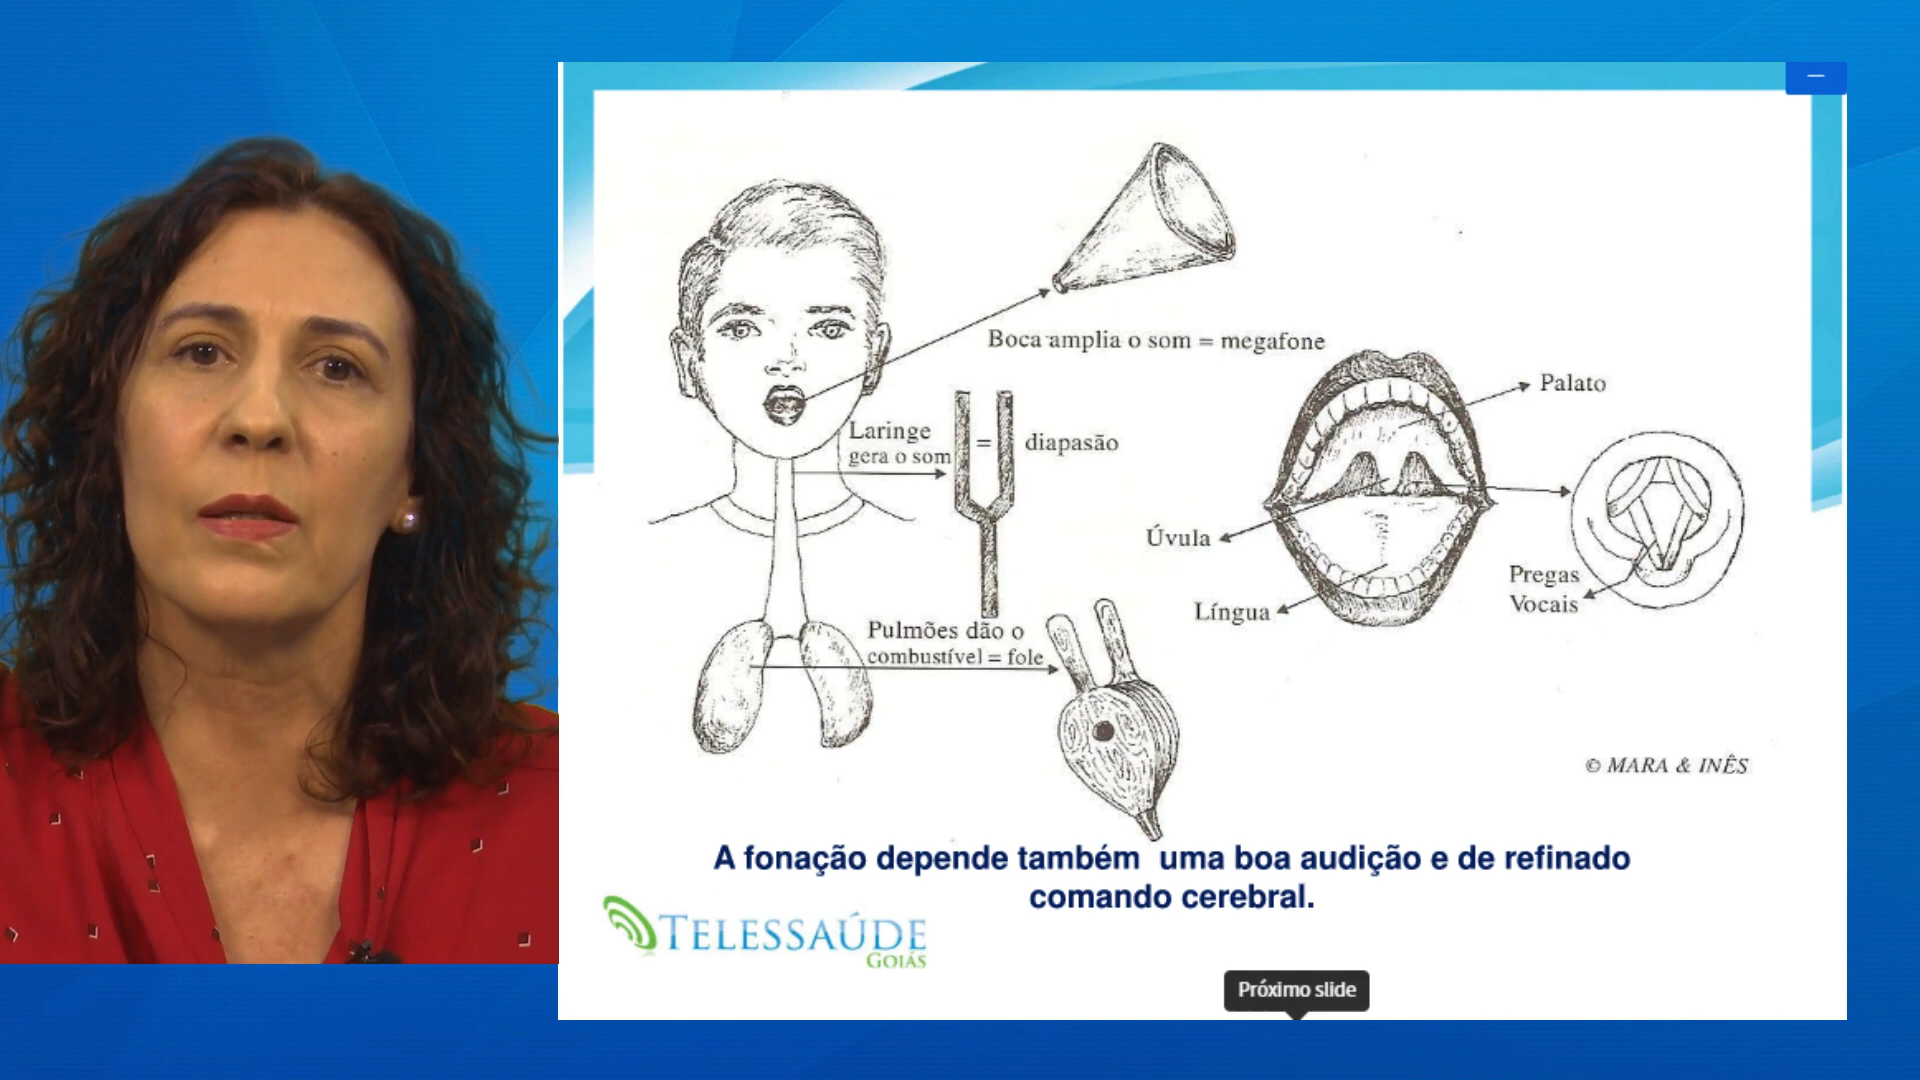 Boca amplia o som = megafone
Palato
Laringe
gera o som
=
diapasão
Úvula
Pregas
Vocais
Língua
Pulmões dão o
combustível = fole
© MARA & INÊS
A fonação depende também  uma boa audição e de refinado
comando cerebral.
TELESSAÚDE
GOIÁS
Próximo slide